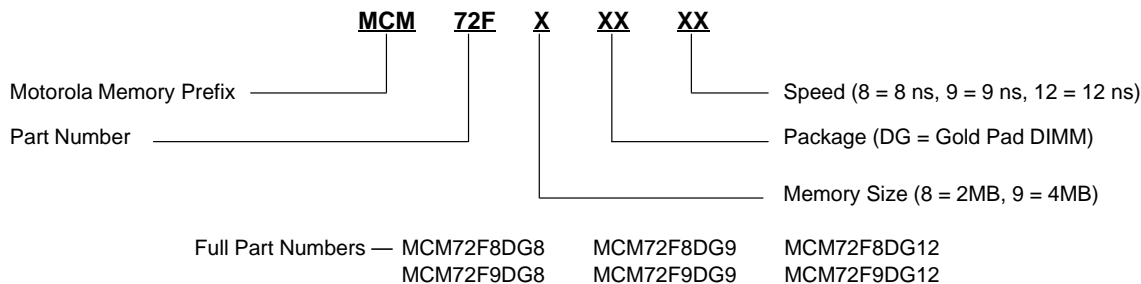 MCM 72F X XX XX
Motorola Memory Prefix Speed (8 = 8 ns, 9 = 9 ns, 12 = 12 ns)
Part Number Package (DG = Gold Pad DIMM)
Memory Size (8 = 2MB, 9 = 4MB)
Full Part Numbers — MCM72F8DG8 MCM72F8DG9 MCM72F8DG12
MCM72F9DG8 MCM72F9DG9 MCM72F9DG12